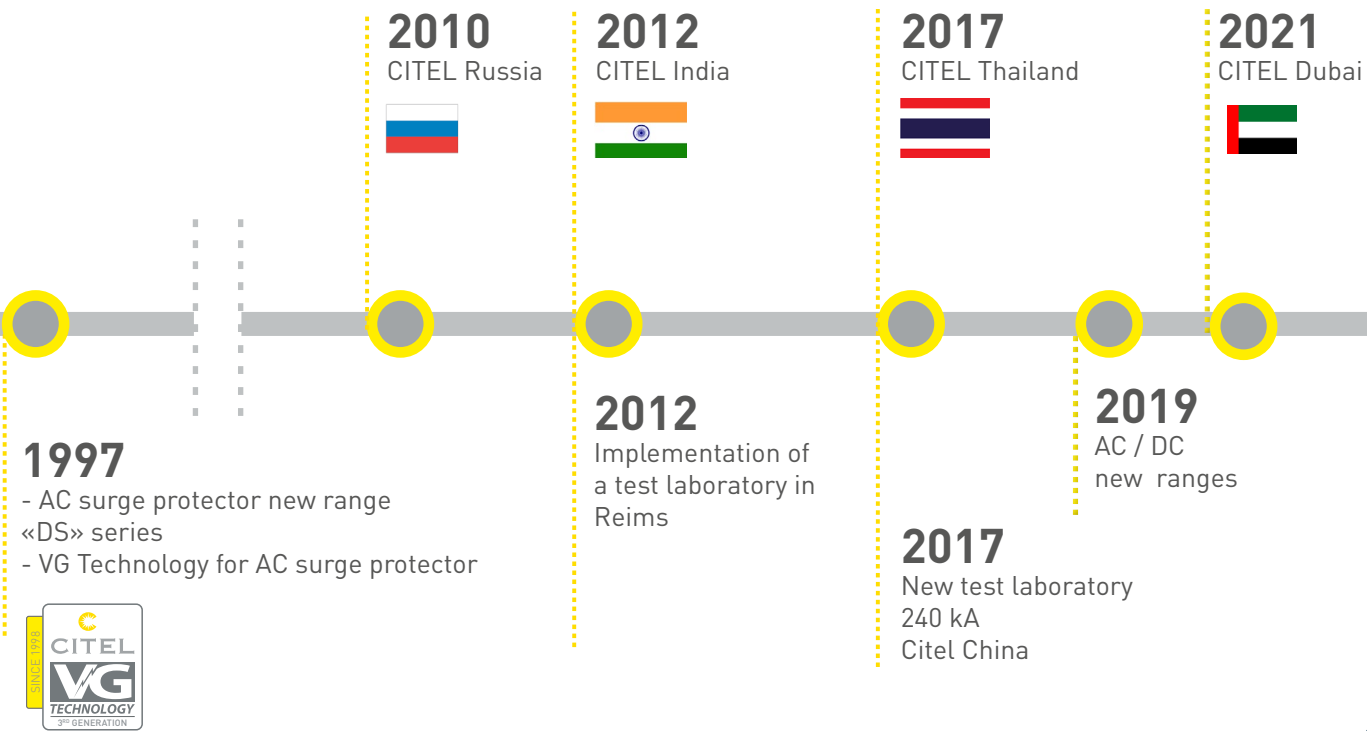 2010
CITEL Russia
2012
CITEL India
2017
CITEL Thailand
2021
CITEL Dubai
1997
- AC surge protector new range
«DS» series
- VG Technology for AC surge protector
SINCE 1998
CITEL
VG
TECHNOLOGY
3RD GENERATION
2012
Implementation of
a test laboratory in
Reims
2017
New test laboratory
240 kA
Citel China
2019
AC / DC
new ranges